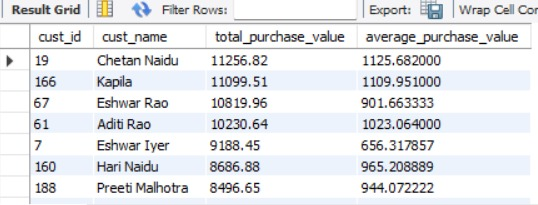 Result Grid Filter Rows: Export: Wrap Cell Con
cust_id cust_name total_purchase_value average_purchase_value
19 Chetan Naidu 11256.82 1125.682000
166 Kapila 11099.51 1109.951000
67 Eshwar Rao 10819.96 901.663333
61 Aditi Rao 10230.64 1023.064000
7 Eshwar Iyer 9188.45 656.317857
160 Hari Naidu 8686.88 965.208889
188 Preeti Malhotra 8496.65 944.072222